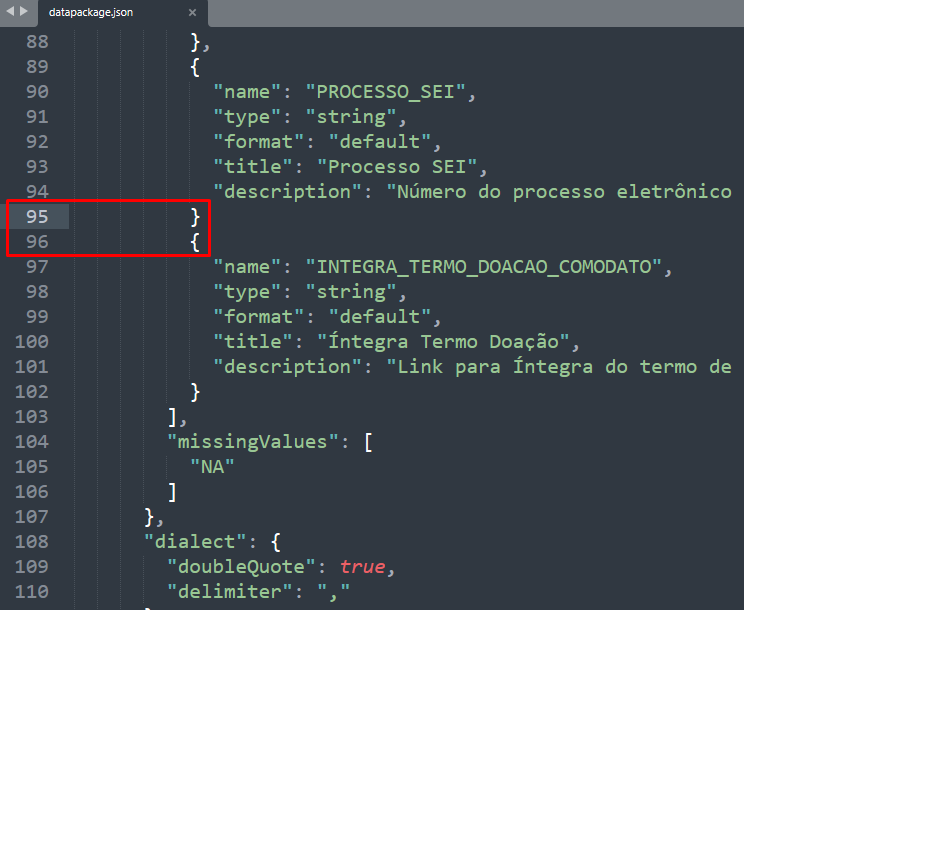 datapackage.json ×
88 },
89 {
90 "name": "PROCESSO_SEI",
91 "type": "string",
92 "format": "default",
93 "title": "Processo SEI",
94 "description": "Número do processo eletrônico
95 }
96 {
97 "name": "INTEGRA_TERMO_DOACAO_COMODATO",
98 "type": "string",
99 "format": "default",
100 "title": "Íntegra Termo Doação",
101 "description": "Link para Íntegra do termo de
102 }
103 ],
104 "missingValues": [
105 "NA"
106 ]
107 },
108 "dialect": {
109 "doubleQuote": true,
110 "delimiter": ","